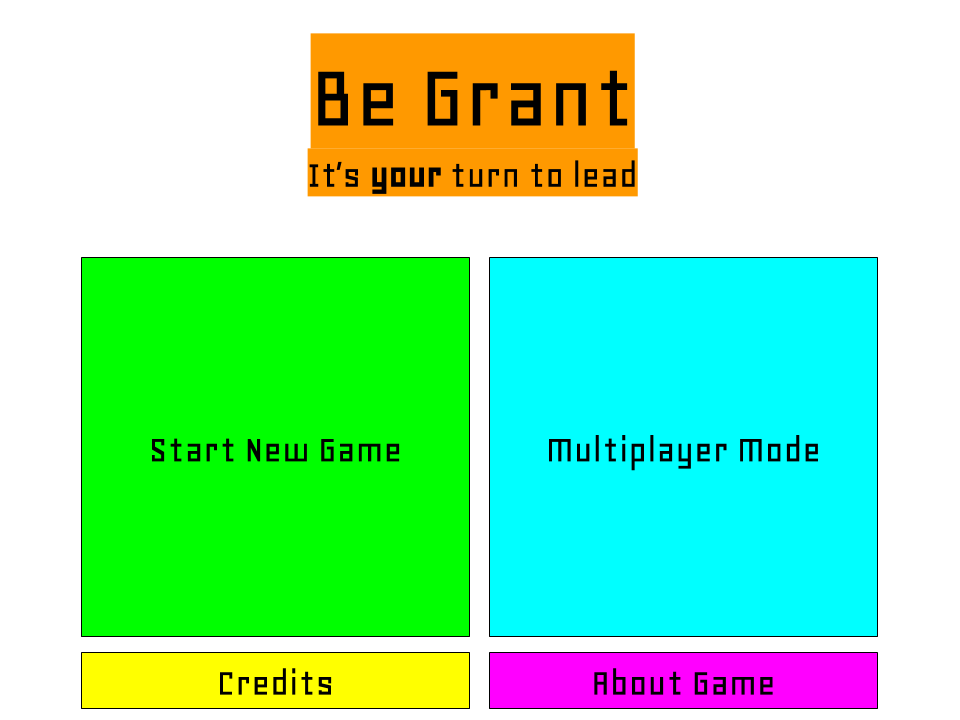 Be Grant
It's your turn to lead
Start New Game
Multiplayer Mode
Credits
About Game